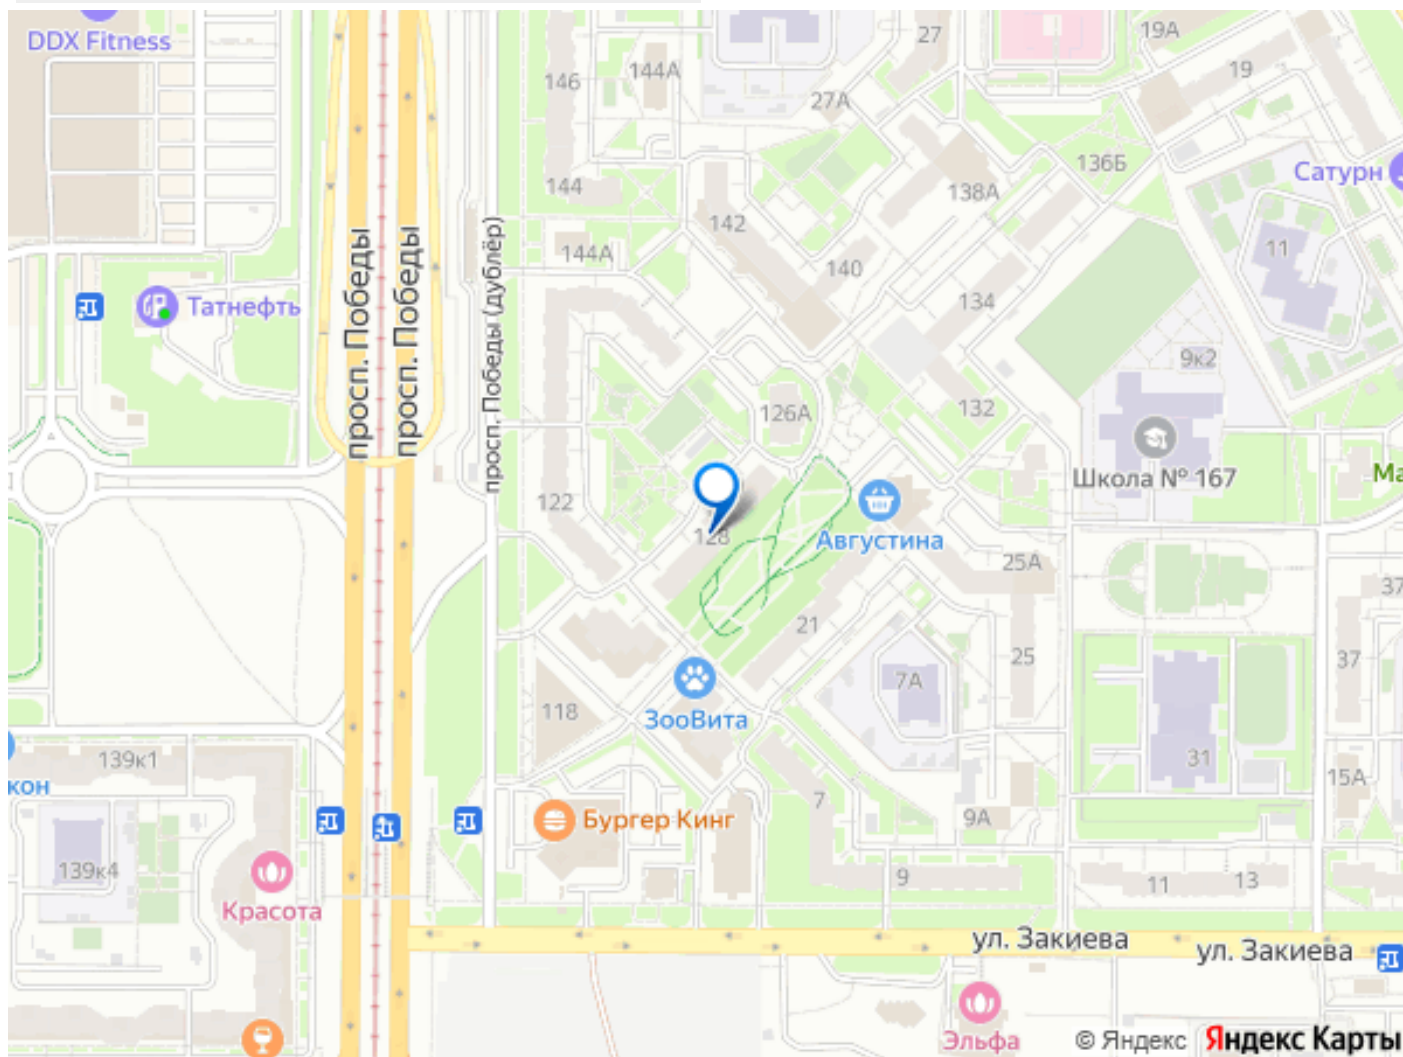 DDX Fitness
146
144А
27
19А
19
27А
136Б
Сатурн
144
138А
142
11
144А
140
Татнефть
134
просп. Победы
просп. Победы
просп. Победы (дублёр)
9к2
132
126А
Школа № 167
Ма
122
128
Августина
25А
37
21
25
37
7А
ЗооВита
118
139к1
31
кон
15А
7
9А
Бургер Кинг
139к4
9
11
13
Красота
ул. Закиева
ул. Закиева
Эльфа
© Яндекс
Яндекс Карты